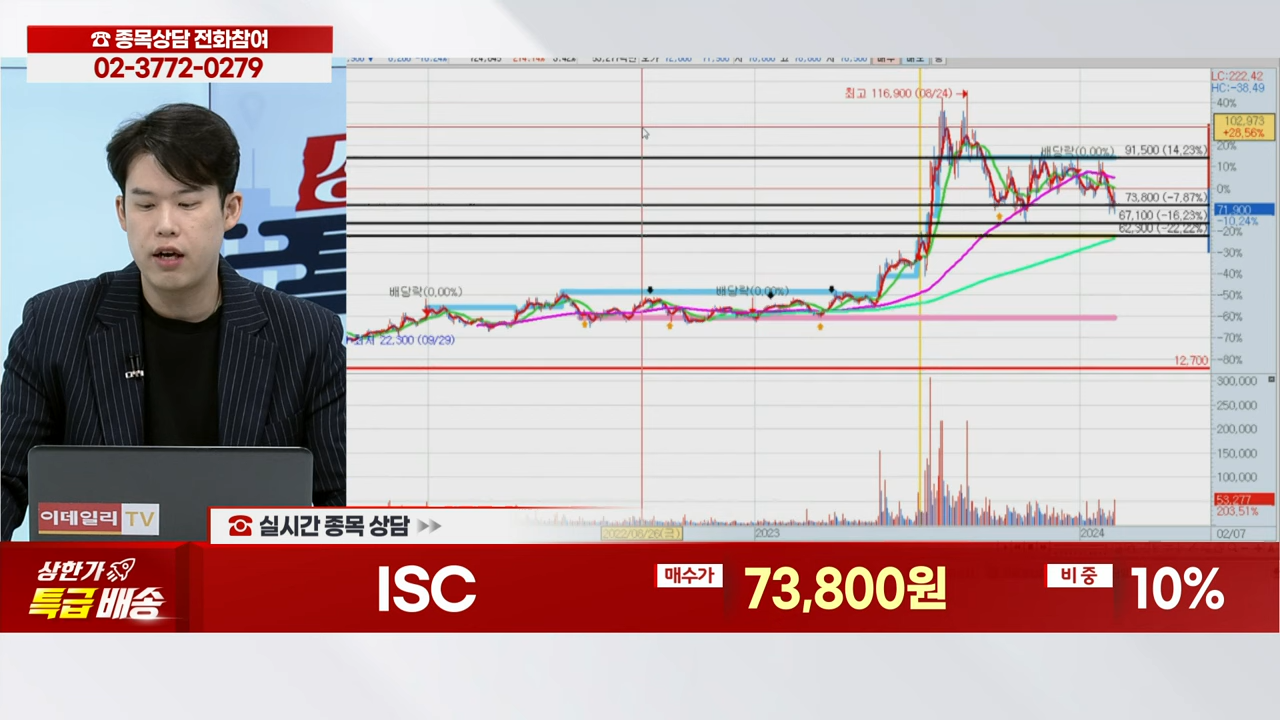 ☎ 종목상담 전화참여
02-3772-0279
LC:222.42
HC:-38.49
최고 116,900 (08/24)
40%
102,973
+28,56%
20%
배당락(0,00%)
91,500 (14,23%)
10%
0%
73,800 (-7,87%)
71,900
-10,24%
67,100 (-16,23%)
-20%
62,300 (-22,22%)
-30%
-40%
배당락(0,00%)
배당락(0,00%)
-50%
-60%
22,300 (09/29)
-70%
12,700
-80%
300,000
250,000
200,000
150,000
100,000
53,277
203,51%
이데일리 TV
☎ 실시간 종목 상담
2023
2024
02/07
상한가
특급 배송
ISC
매수가
73,800원
비중
10%